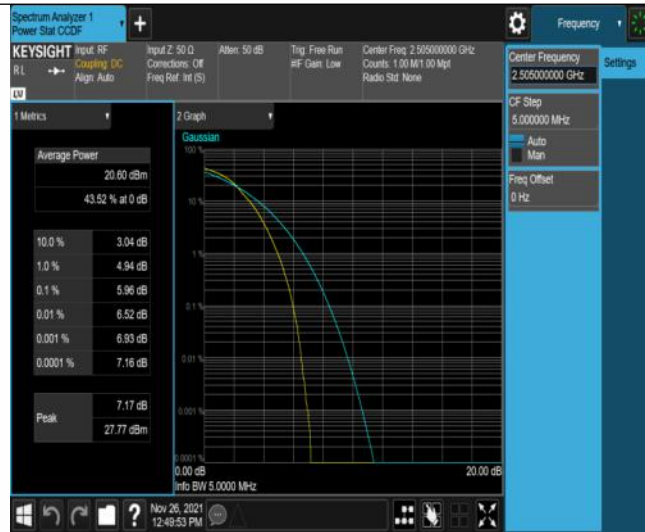 Spectrum Analyzer 1
Power Stat CCDF
+
Frequency
KEYSIGHT
R L
LXI
Input: RF
Coupling: DC
Align: Auto
Input Z: 50 Ω
Corrections: Off
Freq Ref: Int (S)
Atten: 50 dB
Trig: Free Run
#IF Gain: Low
Center Freq: 2.505000000 GHz
Counts: 1.00 M/1.00 Mpt
Radio Std: None
Center Frequency
2.505000000 GHz
Settings
CF Step
5.000000 MHz
Auto
Man
Freq Offset
0 Hz
1 Metrics
Average Power
20.60 dBm
43.52 % at 0 dB
10.0 % 3.04 dB
1.0 % 4.94 dB
0.1 % 5.96 dB
0.01 % 6.52 dB
0.001 % 6.93 dB
0.0001 % 7.16 dB
Peak
7.17 dB
27.77 dBm
2 Graph
Gaussian
100 %
10 %
1 %
0.1 %
0.01 %
0.001 %
0.0001 %
0.00 dB
20.00 dB
Info BW 5.0000 MHz
?
Nov 26, 2021
12:49:53 PM